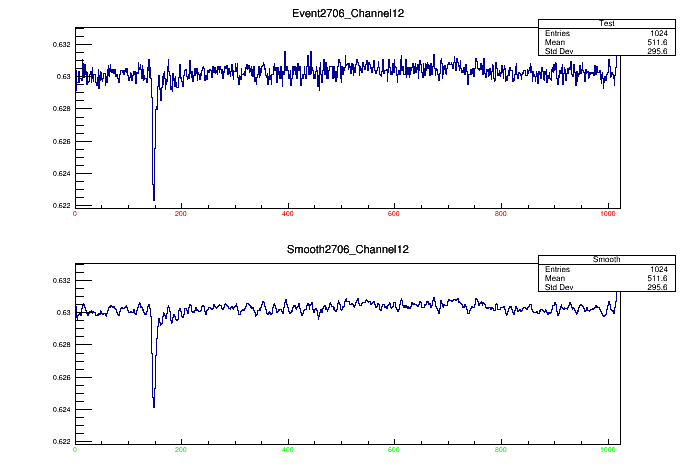 Event2706_Channel12
Test
Entries 1024
Mean 511.6
Std Dev 295.6
0.632
0.63
0.628
0.626
0.624
0.622
0 200 400 600 800 1000
Smooth2706_Channel12
Smooth
Entries 1024
Mean 511.6
Std Dev 295.6
0.632
0.63
0.628
0.626
0.624
0.622
0 200 400 600 800 1000